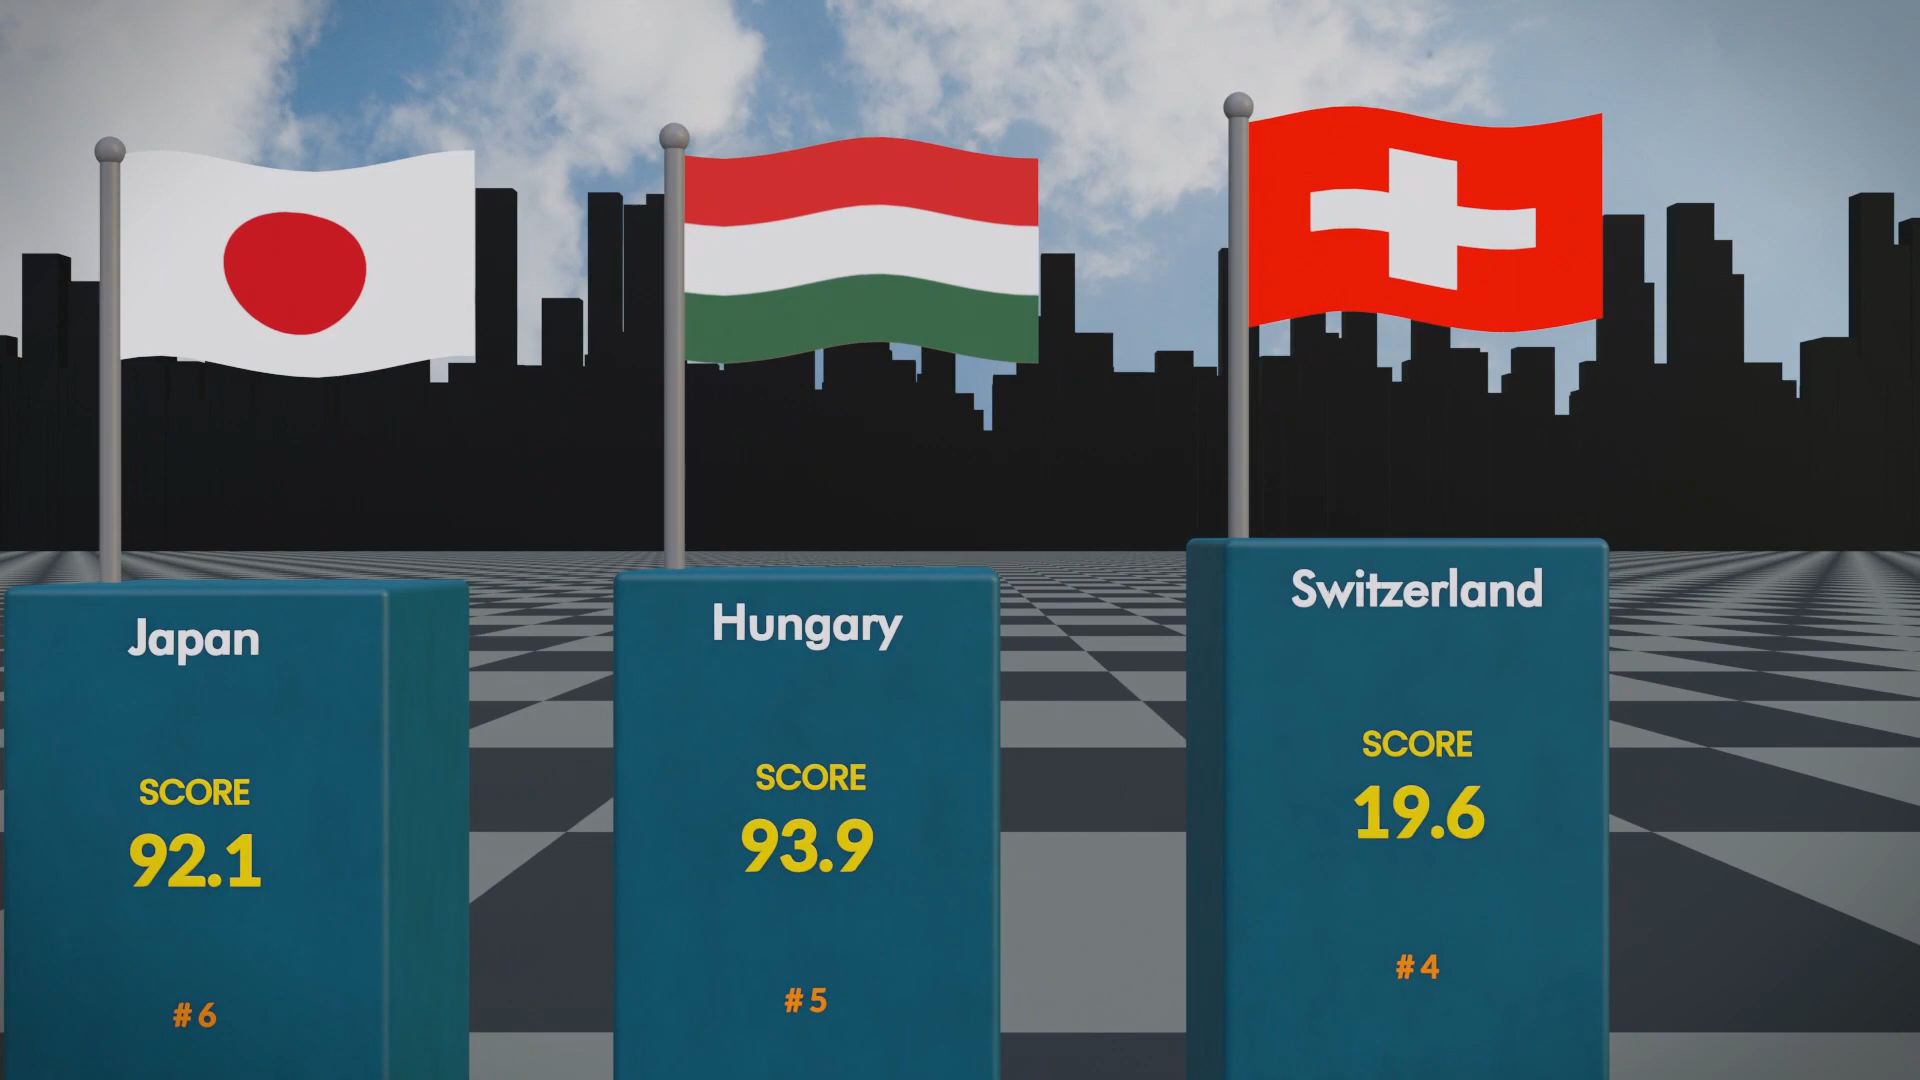 Japan
SCORE
92.1
#6
Hungary
SCORE
93.9
#5
Switzerland
SCORE
19.6
#4